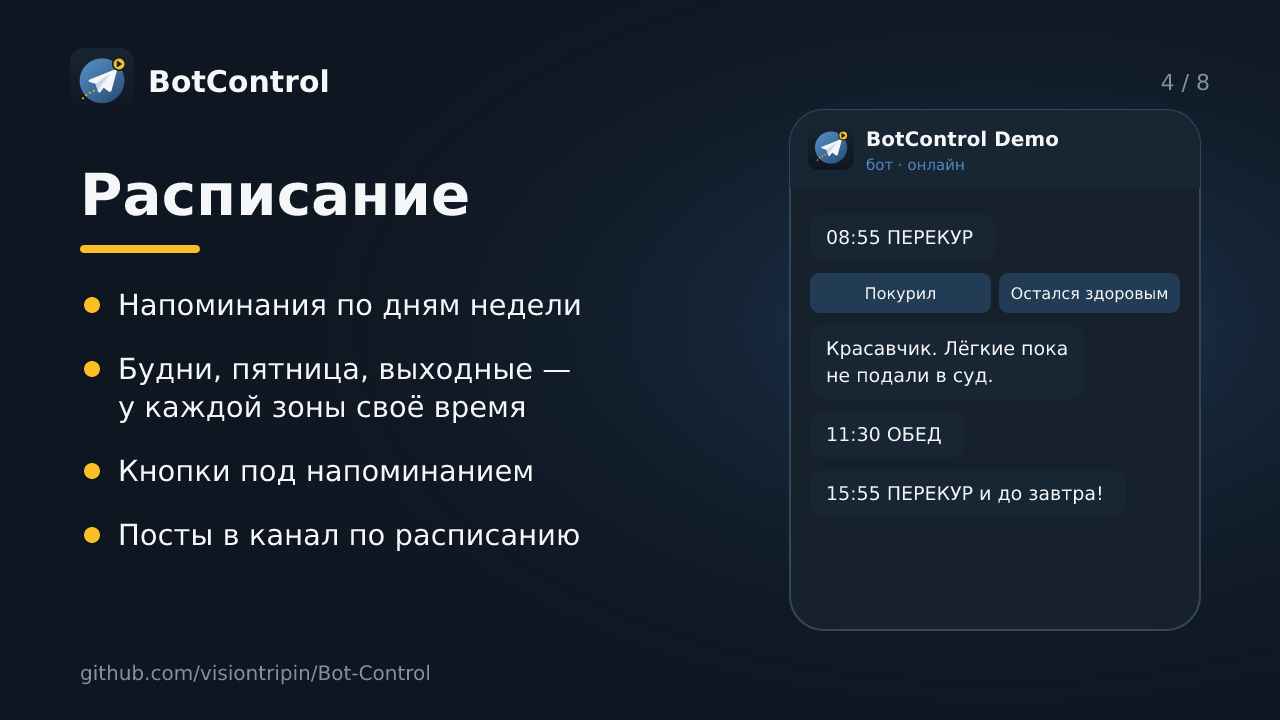 BotControl
4 / 8
Расписание
Напоминания по дням недели
Будни, пятница, выходные —
у каждой зоны своё время
Кнопки под напоминанием
Посты в канал по расписанию
BotControl Demo
бот · онлайн
08:55 ПЕРЕКУР
Покурил
Остался здоровым
Красавчик. Лёгкие пока
не подали в суд.
11:30 ОБЕД
15:55 ПЕРЕКУР и до завтра!
github.com/visiontripin/Bot-Control